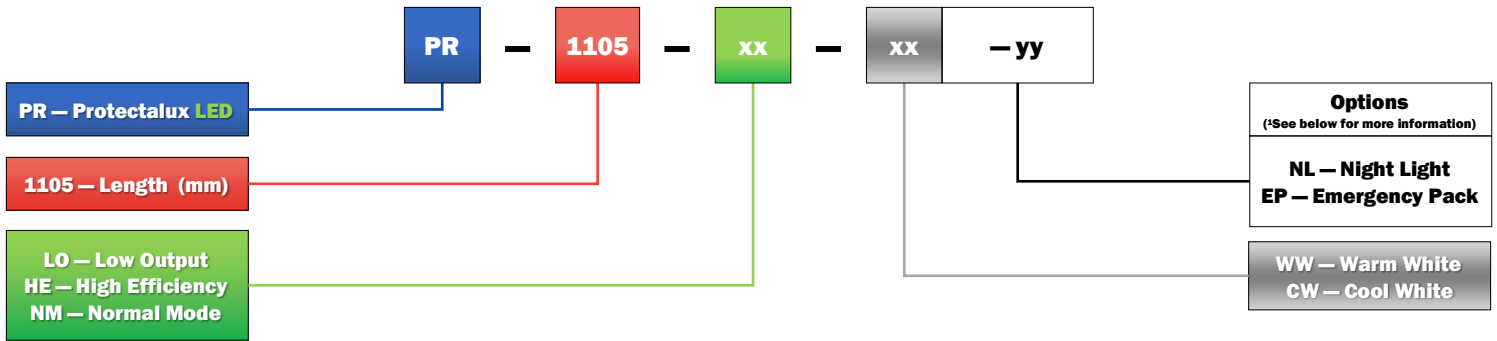 PR — 1105 — xx — xx — yy
PR — Protectalux LED
1105 — Length (mm)
LO — Low Output
HE — High Efficiency
NM — Normal Mode
Options
(¹See below for more information)
NL — Night Light
EP — Emergency Pack
WW — Warm White
CW — Cool White